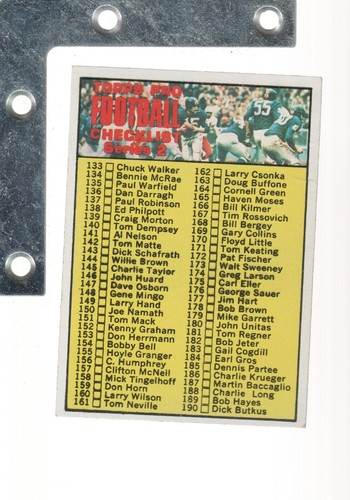 TOPPS PRO
FOOTBALL
CHECKLIST
Series 2
55
133 Chuck Walker
134 Bennie McRae
135 Paul Warfield
136 Dan Darragh
137 Paul Robinson
138 Ed Philpott
139 Craig Morton
140 Tom Dempsey
141 Al Nelson
142 Tom Matte
143 Dick Schafrath
144 Willie Brown
145 Charlie Taylor
146 John Huard
147 Dave Osborn
148 Gene Mingo
149 Larry Hand
150 Joe Namath
151 Tom Mack
152 Kenny Graham
153 Don Herrmann
154 Bobby Bell
155 Hoyle Granger
156 C. Humphrey
157 Clifton McNeil
158 Mick Tingelhoff
159 Don Horn
160 Larry Wilson
161 Tom Neville
162 Larry Csonka
163 Doug Buffone
164 Cornell Green
165 Haven Moses
166 Bill Kilmer
167 Tim Rossovich
168 Bill Bergey
169 Gary Collins
170 Floyd Little
171 Tom Keating
172 Pat Fischer
173 Walt Sweeney
174 Greg Larson
175 Carl Eller
176 George Sauer
177 Jim Hart
178 Bob Brown
179 Mike Garrett
180 John Unitas
181 Tom Regner
182 Bob Jeter
183 Gail Cogdill
184 Earl Gros
185 Dennis Partee
186 Charlie Krueger
187 Martin Baccaglio
188 Charlie Long
189 Bob Hayes
190 Dick Butkus